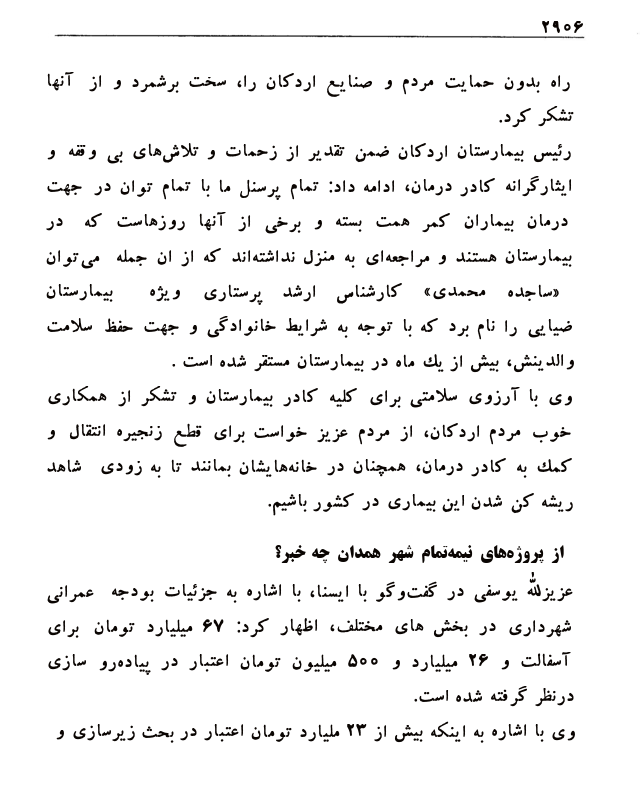 ۲۹۰۶
راه بدون حمایت مردم و صنایع اردکان را، سخت برشمرد و از آنها
تشکر کرد.
رئیس بیمارستان اردکان ضمن تقدیر از زحمات و تلاش‌های بی وقفه و
ایثارگرانه کادر درمان، ادامه داد: تمام پرسنل ما با تمام توان در جهت
درمان بیماران کمر همت بسته و برخی از آنها روزهاست که در
بیمارستان هستند و مراجعه‌ای به منزل نداشته‌اند که از ان جمله می‌توان
«ساجده محمدی» کارشناس ارشد پرستاری ویژه بیمارستان
ضیایی را نام برد که با توجه به شرایط خانوادگی و جهت حفظ سلامت
والدینش، بیش از یك ماه در بیمارستان مستقر شده است .
وی با آرزوی سلامتی برای کلیه کادر بیمارستان و تشکر از همکاری
خوب مردم اردکان، از مردم عزیز خواست برای قطع زنجیره انتقال و
کمك به کادر درمان، همچنان در خانه‌هایشان بمانند تا به زودی شاهد
ریشه کن شدن این بیماری در کشور باشیم.
از پروژه‌های نیمه‌تمام شهر همدان چه خبر؟
عزیزالله یوسفی در گفت‌وگو با ایسنا، با اشاره به جزئیات بودجه عمرانی
شهرداری در بخش های مختلف، اظهار کرد: ۶۷ میلیارد تومان برای
آسفالت و ۲۶ میلیارد و ۵۰۰ میلیون تومان اعتبار در پیاده‌رو سازی
درنظر گرفته شده است.
وی با اشاره به اینکه بیش از ۲۳ ملیارد تومان اعتبار در بحث زیرسازی و